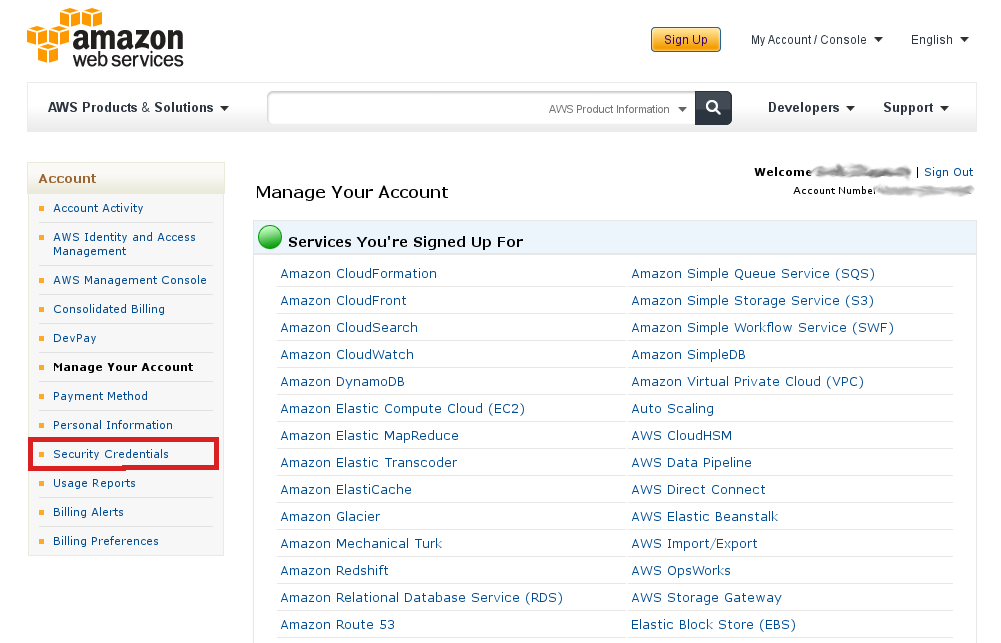 amazon
web services
Sign Up
My Account / Console
English
AWS Products & Solutions
AWS Product Information
Developers
Support
Account
Account Activity
AWS Identity and Access
Management
AWS Management Console
Consolidated Billing
DevPay
Manage Your Account
Payment Method
Personal Information
Security Credentials
Usage Reports
Billing Alerts
Billing Preferences
Welcome | Sign Out
Account Number
Manage Your Account
Services You're Signed Up For
Amazon CloudFormation
Amazon CloudFront
Amazon CloudSearch
Amazon CloudWatch
Amazon DynamoDB
Amazon Elastic Compute Cloud (EC2)
Amazon Elastic MapReduce
Amazon Elastic Transcoder
Amazon ElastiCache
Amazon Glacier
Amazon Mechanical Turk
Amazon Redshift
Amazon Relational Database Service (RDS)
Amazon Route 53
Amazon Simple Queue Service (SQS)
Amazon Simple Storage Service (S3)
Amazon Simple Workflow Service (SWF)
Amazon SimpleDB
Amazon Virtual Private Cloud (VPC)
Auto Scaling
AWS CloudHSM
AWS Data Pipeline
AWS Direct Connect
AWS Elastic Beanstalk
AWS Import/Export
AWS OpsWorks
AWS Storage Gateway
Elastic Block Store (EBS)